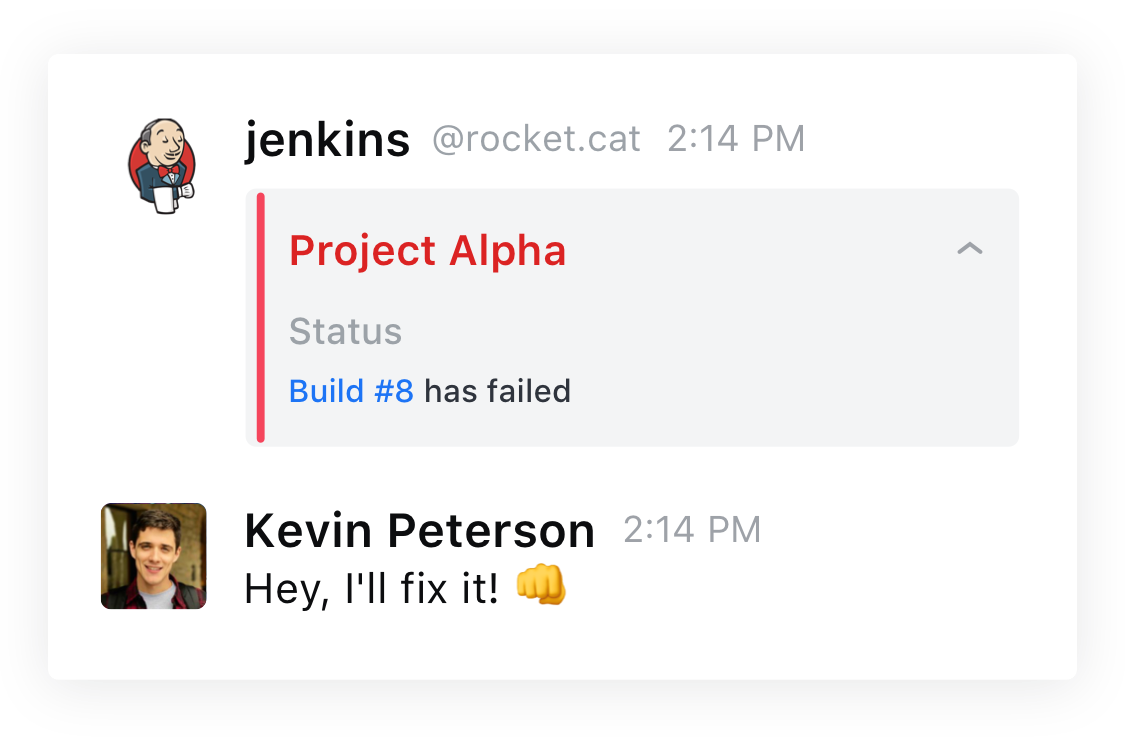 jenkins @rocket.cat 2:14 PM
Project Alpha
Status
Build #8 has failed
Kevin Peterson 2:14 PM
Hey, I'll fix it! 👊